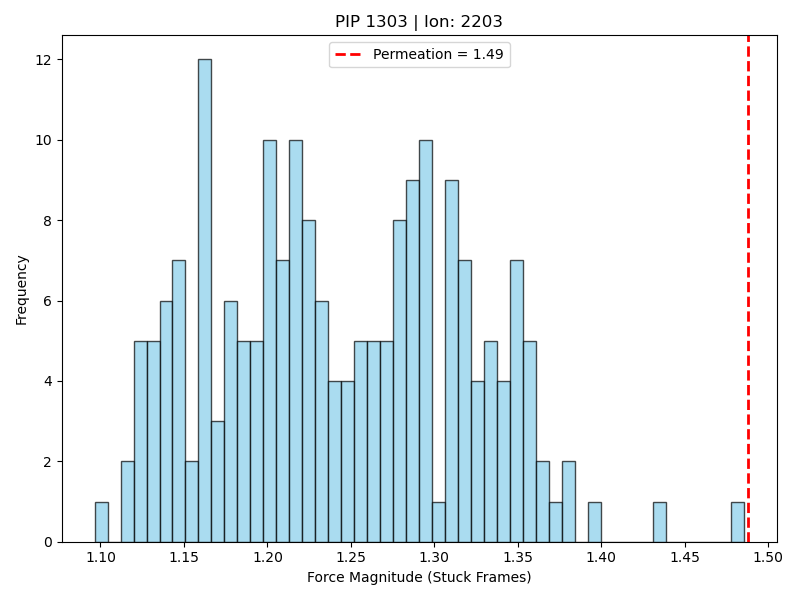 PIP 1303 | Ion: 2203
Permeation = 1.49
12
10
8
6
4
2
0
Frequency
1.10 1.15 1.20 1.25 1.30 1.35 1.40 1.45 1.50
Force Magnitude (Stuck Frames)